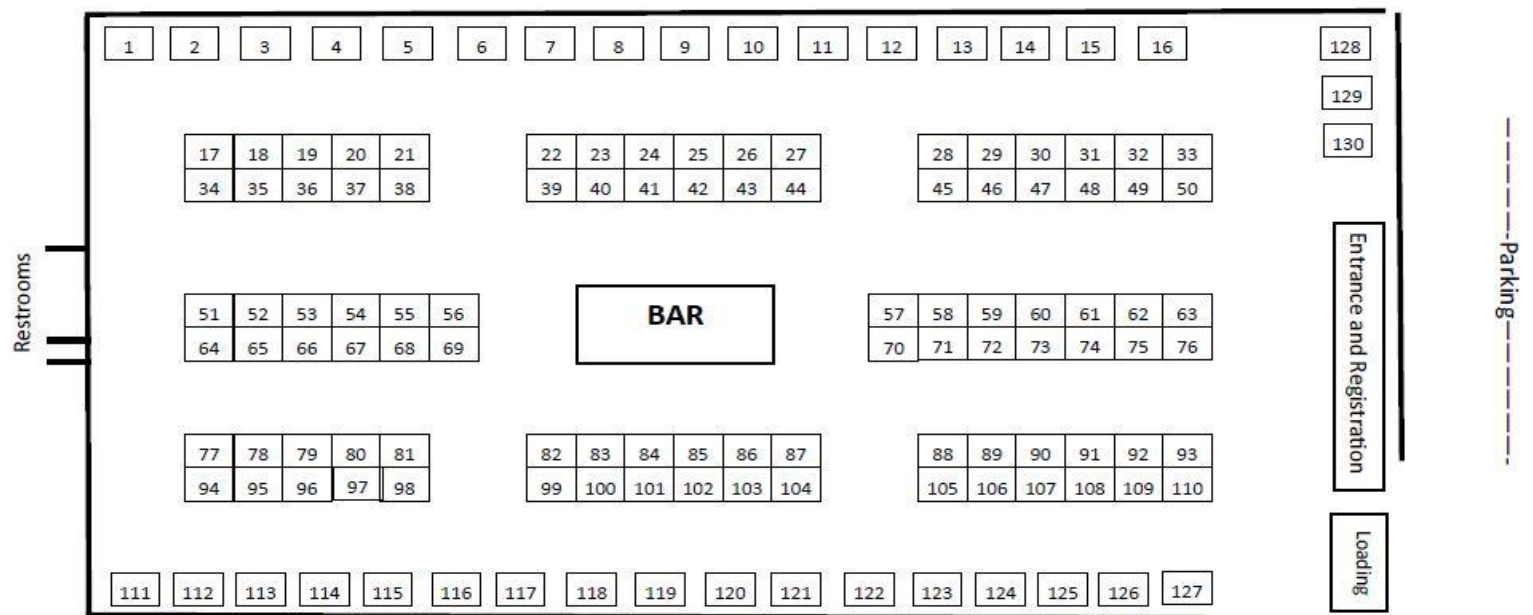 1 2 3 4 5 6 7 8 9 10 11 12 13 14 15 16 128
129
130
17 18 19 20 21 22 23 24 25 26 27 28 29 30 31 32 33
34 35 36 37 38 39 40 41 42 43 44 45 46 47 48 49 50
Restrooms
51 52 53 54 55 56 BAR 57 58 59 60 61 62 63
64 65 66 67 68 69 70 71 72 73 74 75 76
Entrance and Registration
-----Parking------
77 78 79 80 81 82 83 84 85 86 87 88 89 90 91 92 93
94 95 96 97 98 99 100 101 102 103 104 105 106 107 108 109 110
Loading
111 112 113 114 115 116 117 118 119 120 121 122 123 124 125 126 127